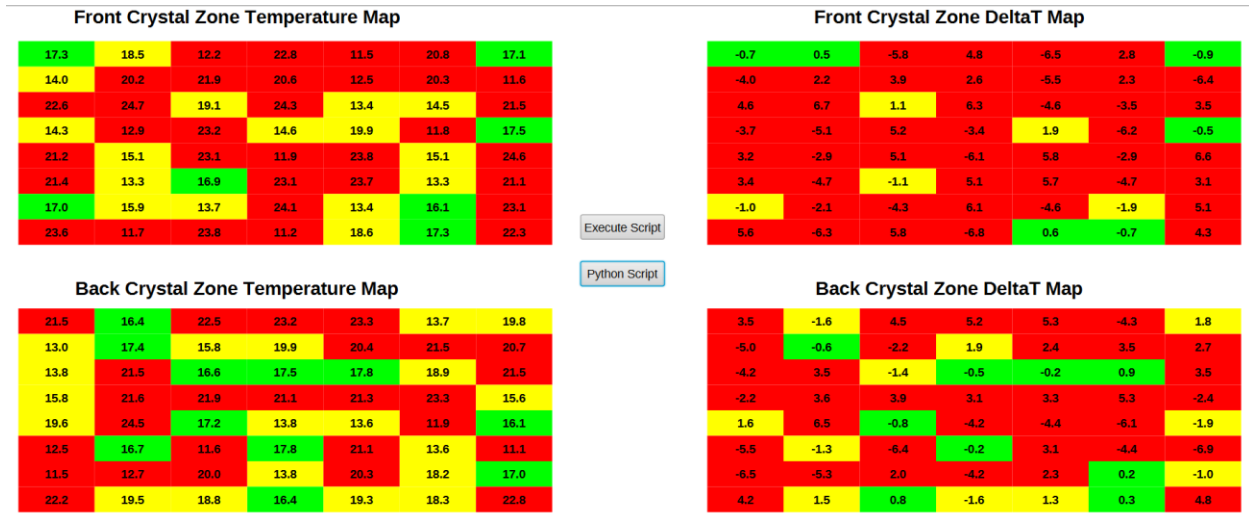 Front Crystal Zone Temperature Map
17.3 18.5 12.2 22.8 11.5 20.8 17.1
14.0 20.2 21.9 20.6 12.5 20.3 11.6
22.6 24.7 19.1 24.3 13.4 14.5 21.5
14.3 12.9 23.2 14.6 19.9 11.8 17.5
21.2 15.1 23.1 11.9 23.8 15.1 24.6
21.4 13.3 16.9 23.1 23.7 13.3 21.1
17.0 15.9 13.7 24.1 13.4 16.1 23.1
23.6 11.7 23.8 11.2 18.6 17.3 22.3
Front Crystal Zone DeltaT Map
-0.7 0.5 -5.8 4.8 -6.5 2.8 -0.9
-4.0 2.2 3.9 2.6 -5.5 2.3 -6.4
4.6 6.7 1.1 6.3 -4.6 -3.5 3.5
-3.7 -5.1 5.2 -3.4 1.9 -6.2 -0.5
3.2 -2.9 5.1 -6.1 5.8 -2.9 6.6
3.4 -4.7 -1.1 5.1 5.7 -4.7 3.1
-1.0 -2.1 -4.3 6.1 -4.6 -1.9 5.1
5.6 -6.3 5.8 -6.8 0.6 -0.7 4.3
Execute Script
Python Script
Back Crystal Zone Temperature Map
21.5 16.4 22.5 23.2 23.3 13.7 19.8
13.0 17.4 15.8 19.9 20.4 21.5 20.7
13.8 21.5 16.6 17.5 17.8 18.9 21.5
15.8 21.6 21.9 21.1 21.3 23.3 15.6
19.6 24.5 17.2 13.8 13.6 11.9 16.1
12.5 16.7 11.6 17.8 21.1 13.6 11.1
11.5 12.7 20.0 13.8 20.3 18.2 17.0
22.2 19.5 18.8 16.4 19.3 18.3 22.8
Back Crystal Zone DeltaT Map
3.5 -1.6 4.5 5.2 5.3 -4.3 1.8
-5.0 -0.6 -2.2 1.9 2.4 3.5 2.7
-4.2 3.5 -1.4 -0.5 -0.2 0.9 3.5
-2.2 3.6 3.9 3.1 3.3 5.3 -2.4
1.6 6.5 -0.8 -4.2 -4.4 -6.1 -1.9
-5.5 -1.3 -6.4 -0.2 3.1 -4.4 -6.9
-6.5 -5.3 2.0 -4.2 2.3 0.2 -1.0
4.2 1.5 0.8 -1.6 1.3 0.3 4.8